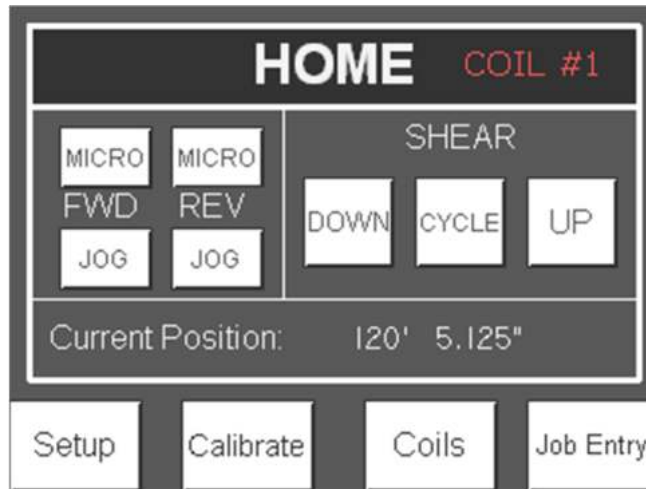 HOME COIL #1
MICRO MICRO
SHEAR
FWD REV
DOWN CYCLE UP
JOG JOG
Current Position: 120' 5.125"
Setup Calibrate Coils Job Entry